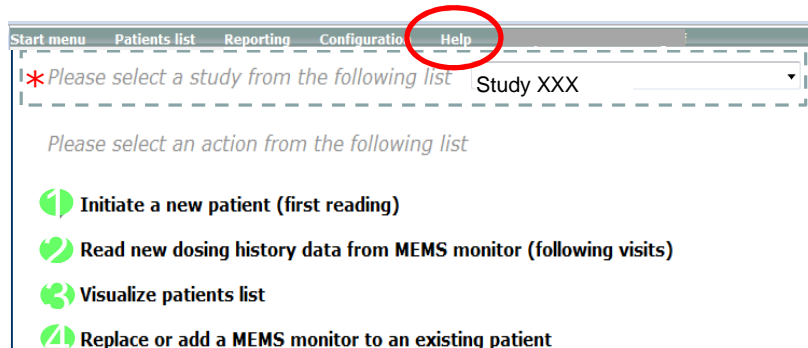 Start menu Patients list Reporting Configuration Help
*Please select a study from the following list Study XXX
Please select an action from the following list
1 Initiate a new patient (first reading)
2 Read new dosing history data from MEMS monitor (following visits)
3 Visualize patients list
4 Replace or add a MEMS monitor to an existing patient